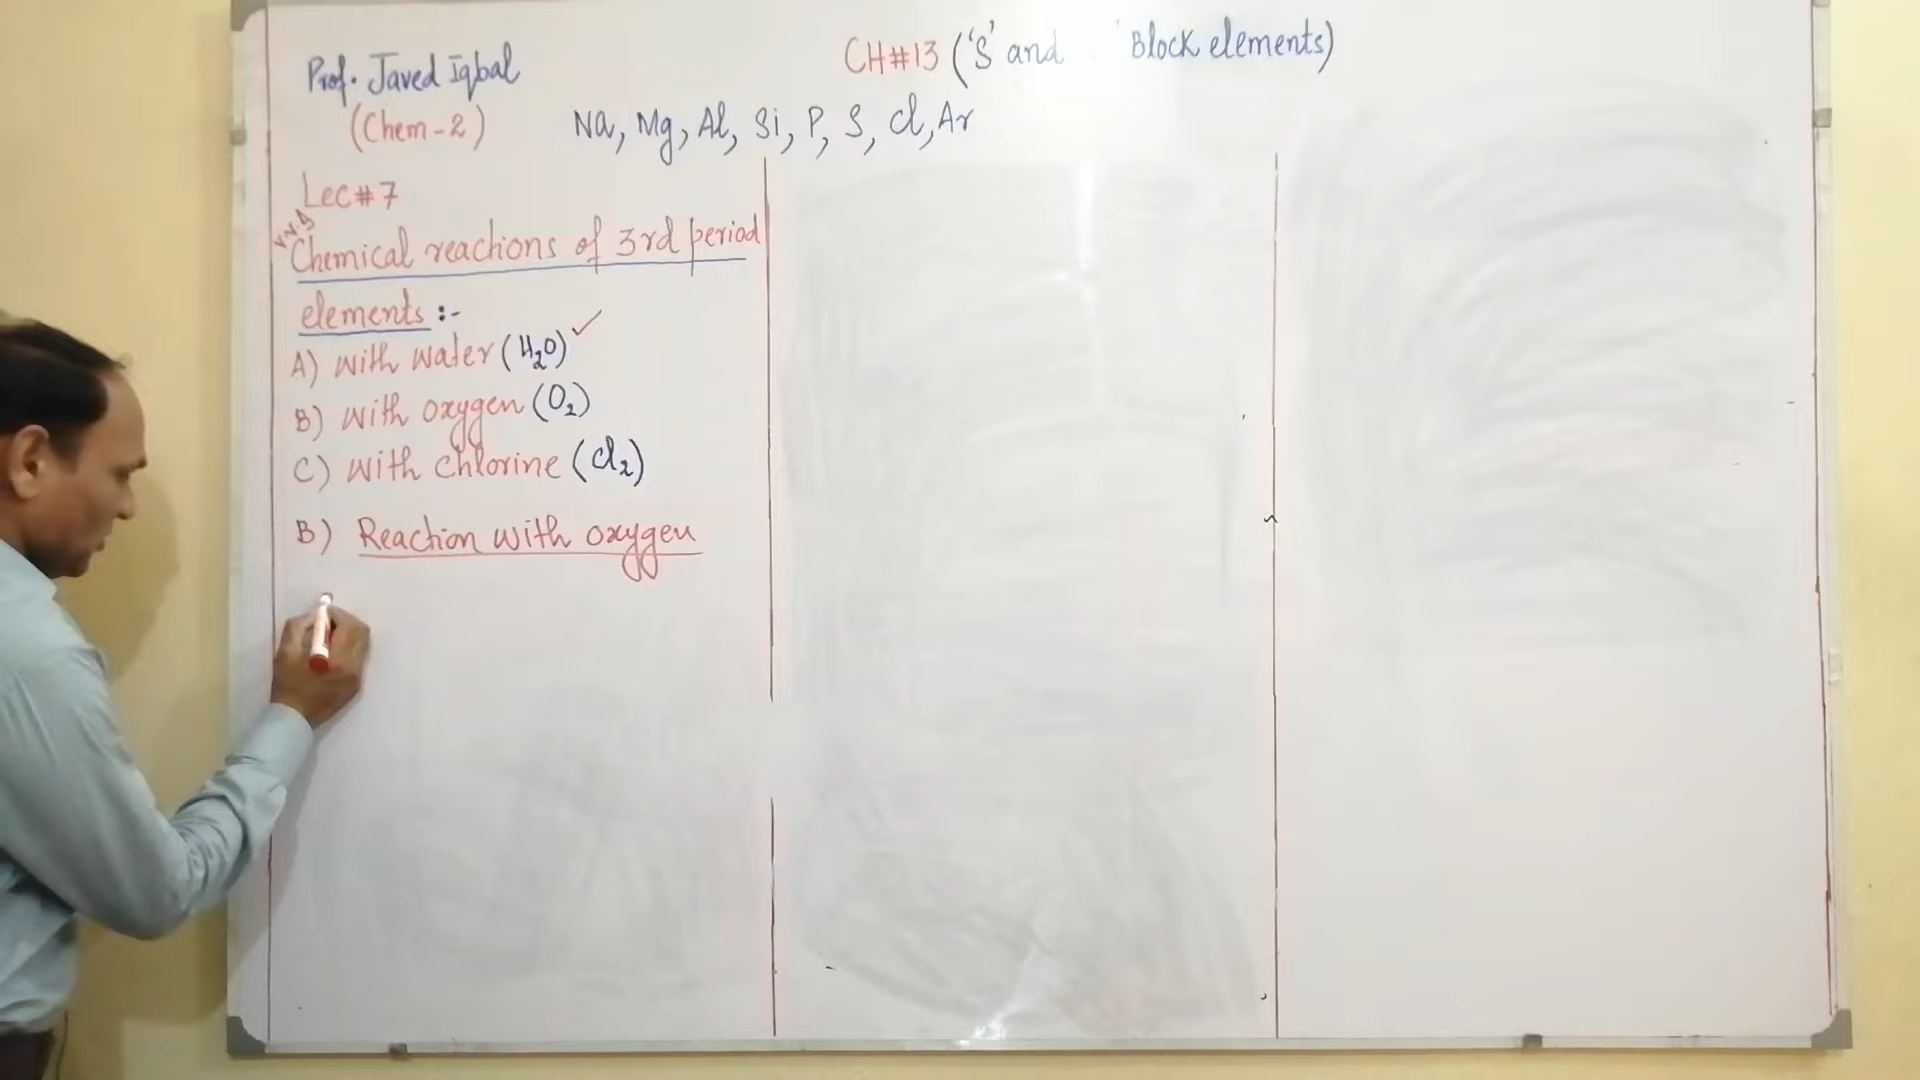 Prof. Javed Iqbal
(Chem-2)
CH#13 ('S' and ' Block elements)
Na, Mg, Al, Si, P, S, Cl, Ar
Lec#7
Chemical reactions of 3rd period
elements :-
A) with water (H₂O) ✓
B) with oxygen (O₂)
C) with chlorine (Cl₂)
B) Reaction with oxygen